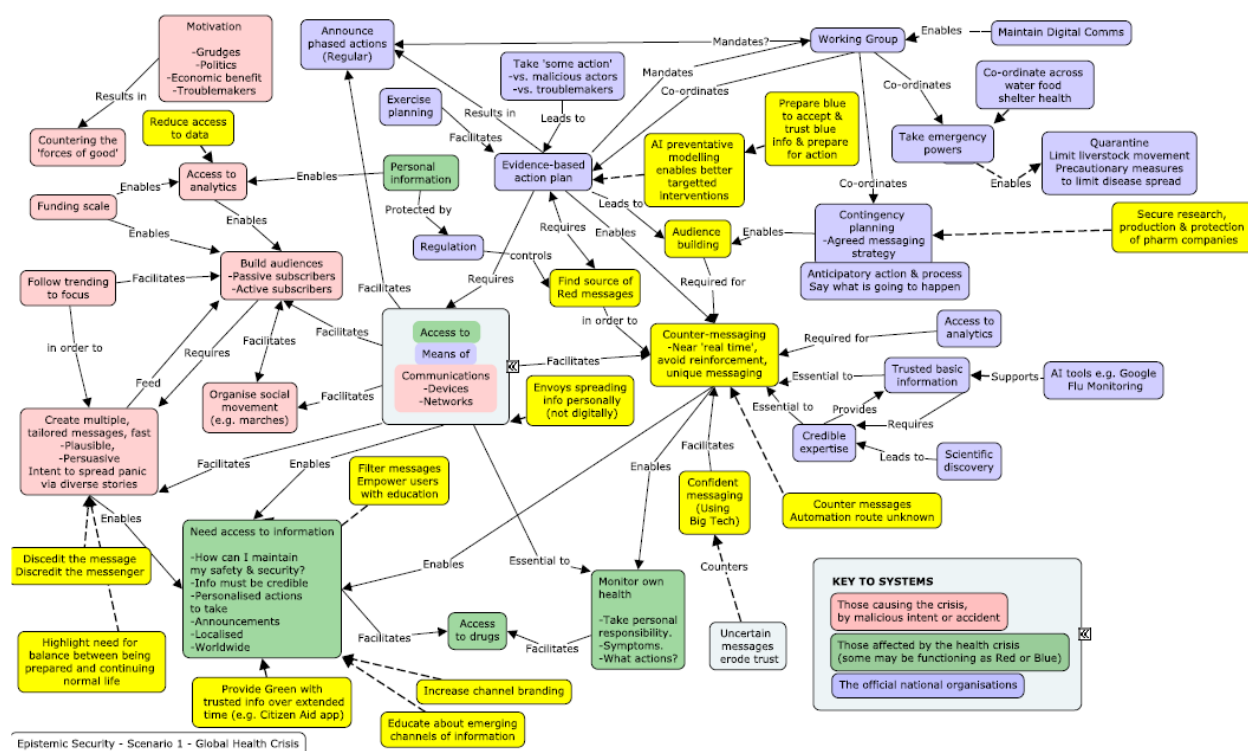 Motivation
-Grudges
-Politics
-Economic benefit
-Troublemakers
Announce
phased actions
(Regular)
Mandates?
Working Group
Enables
Maintain Digital Comms
Results in
Countering the
'forces of good'
Reduce access
to data
Exercise
planning
Take 'some action'
-vs. malicious actors
-vs. troublemakers
Mandates
Co-ordinates
Co-ordinates
Co-ordinate across
water food
shelter health
Results in
Facilitates
Leads to
Prepare blue
to accept &
trust blue
info & prepare
for action
AI preventative
modelling
enables better
targetted
interventions
Take emergency
powers
Enables
Quarantine
Limit livestock movement
Precautionary measures
to limit disease spread
Access to
analytics
Enables
Enables
Personal
information
Evidence-based
action plan
Co-ordinates
Funding scale
Enables
Enables
Protected by
Regulation
controls
Requires
Requires
Enables
Leads to
Audience
building
Enables
Contingency
planning
-Agreed messaging
strategy
Anticipatory action & process
Say what is going to happen
Secure research,
production & protection
of pharm companies
Follow trending
to focus
Facilitates
Build audiences
-Passive subscribers
-Active subscribers
Facilitates
Find source of
Red messages
Required for
in order to
in order to
Feed
Requires
Facilitates
Facilitates
Access to
Means of
Communications
-Devices
-Networks
Facilitates
Counter-messaging
-Near 'real time',
avoid reinforcement,
unique messaging
Required for
Access to
analytics
Essential to
Trusted basic
information
Supports
AI tools e.g. Google
Flu Monitoring
Organise social
movement
(e.g. marches)
Facilitates
Envoys spreading
info personally
(not digitally)
Essential to
Provides
Requires
Credible
expertise
Leads to
Scientific
discovery
Create multiple,
tailored messages, fast
-Plausible,
-Persuasive
Intent to spread panic
via diverse stories
Facilitates
Enables
Filter messages
Empower users
with education
Facilitates
Enables
Confident
messaging
(Using
Big Tech)
Counter messages
Automation route unknown
Enables
Discedit the message
Discredit the messenger
Need access to information
-How can I maintain
my safety & security?
-Info must be credible
-Personalised actions
to take
-Announcements
-Localised
-Worldwide
Essential to
Enables
Counters
Monitor own
health
-Take personal
responsibility.
-Symptoms.
-What actions?
Facilitates
Access
to drugs
Facilitates
Uncertain
messages
erode trust
Highlight need for
balance between being
prepared and continuing
normal life
Provide Green with
trusted info over extended
time (e.g. Citizen Aid app)
Increase channel branding
Educate about emerging
channels of information
KEY TO SYSTEMS
Those causing the crisis,
by malicious intent or accident
Those affected by the health crisis
(some may be functioning as Red or Blue)
The official national organisations
Epistemic Security - Scenario 1 - Global Health Crisis